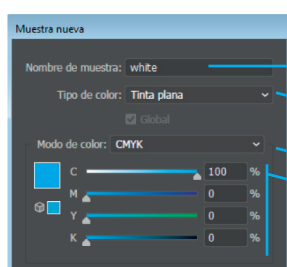 Muestra nueva
Nombre de muestra: white
Tipo de color: Tinta plana
Global
Modo de color: CMYK
C 100 %
M 0 %
Y 0 %
K 0 %